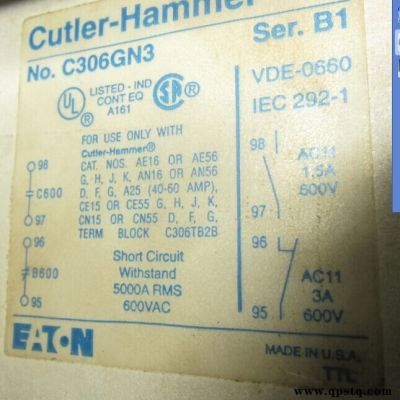 Cutler-Hammer
No. C306GN3
Ser. B1
UL
LISTED - IND
CONT EQ
A161
SA
VDE-0660
IEC 292-1
FOR USE ONLY WITH
Cutler-Hammer®
CAT. NOS. AE16 OR AE56
G, H, J, K, AN16 OR AN56
D, F, G, A25 (40-60 AMP),
CE15 OR CE55 G, H, J, K,
CN15 OR CN55 D, F, G,
TERM BLOCK C306TB2B
98
C600
97
96
B600
95
Short Circuit
Withstand
5000A RMS
600VAC
98
AC11
1.5A
600V
97
96
AC11
3A
600V
95
EATON
MADE IN U.S.A.
TTL
www.qpstq.com